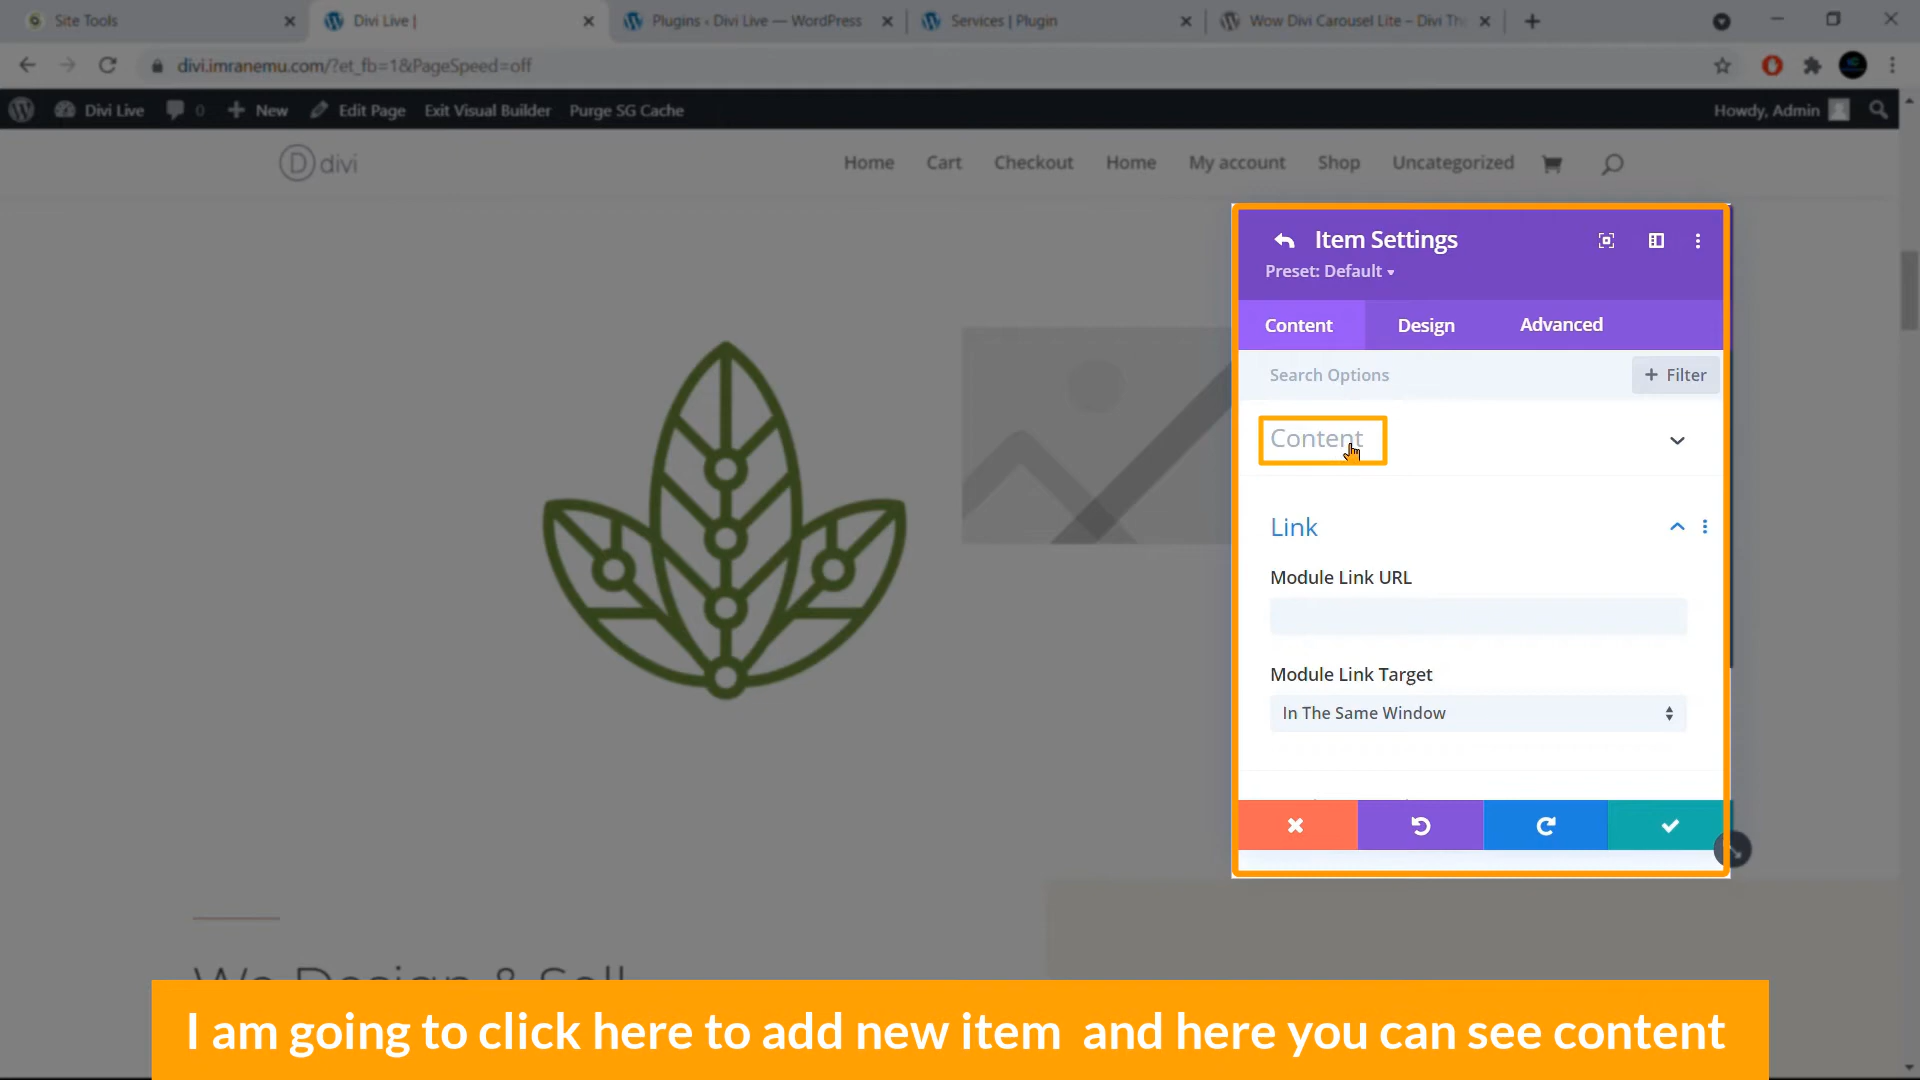 Site Tools
Divi Live |
Plugins ‹ Divi Live — WordPress
Services | Plugin
Wow Divi Carousel Lite – Divi The
divi.imranemu.com/?et_fb=1&PageSpeed=off
Divi Live
0
New
Edit Page
Exit Visual Builder
Purge SG Cache
Howdy, Admin
divi
Home
Cart
Checkout
Home
My account
Shop
Uncategorized
Item Settings
Preset: Default
Content
Design
Advanced
Search Options
+ Filter
Content
Link
Module Link URL
Module Link Target
In The Same Window
We Design & Sell
I am going to click here to add new item and here you can see content